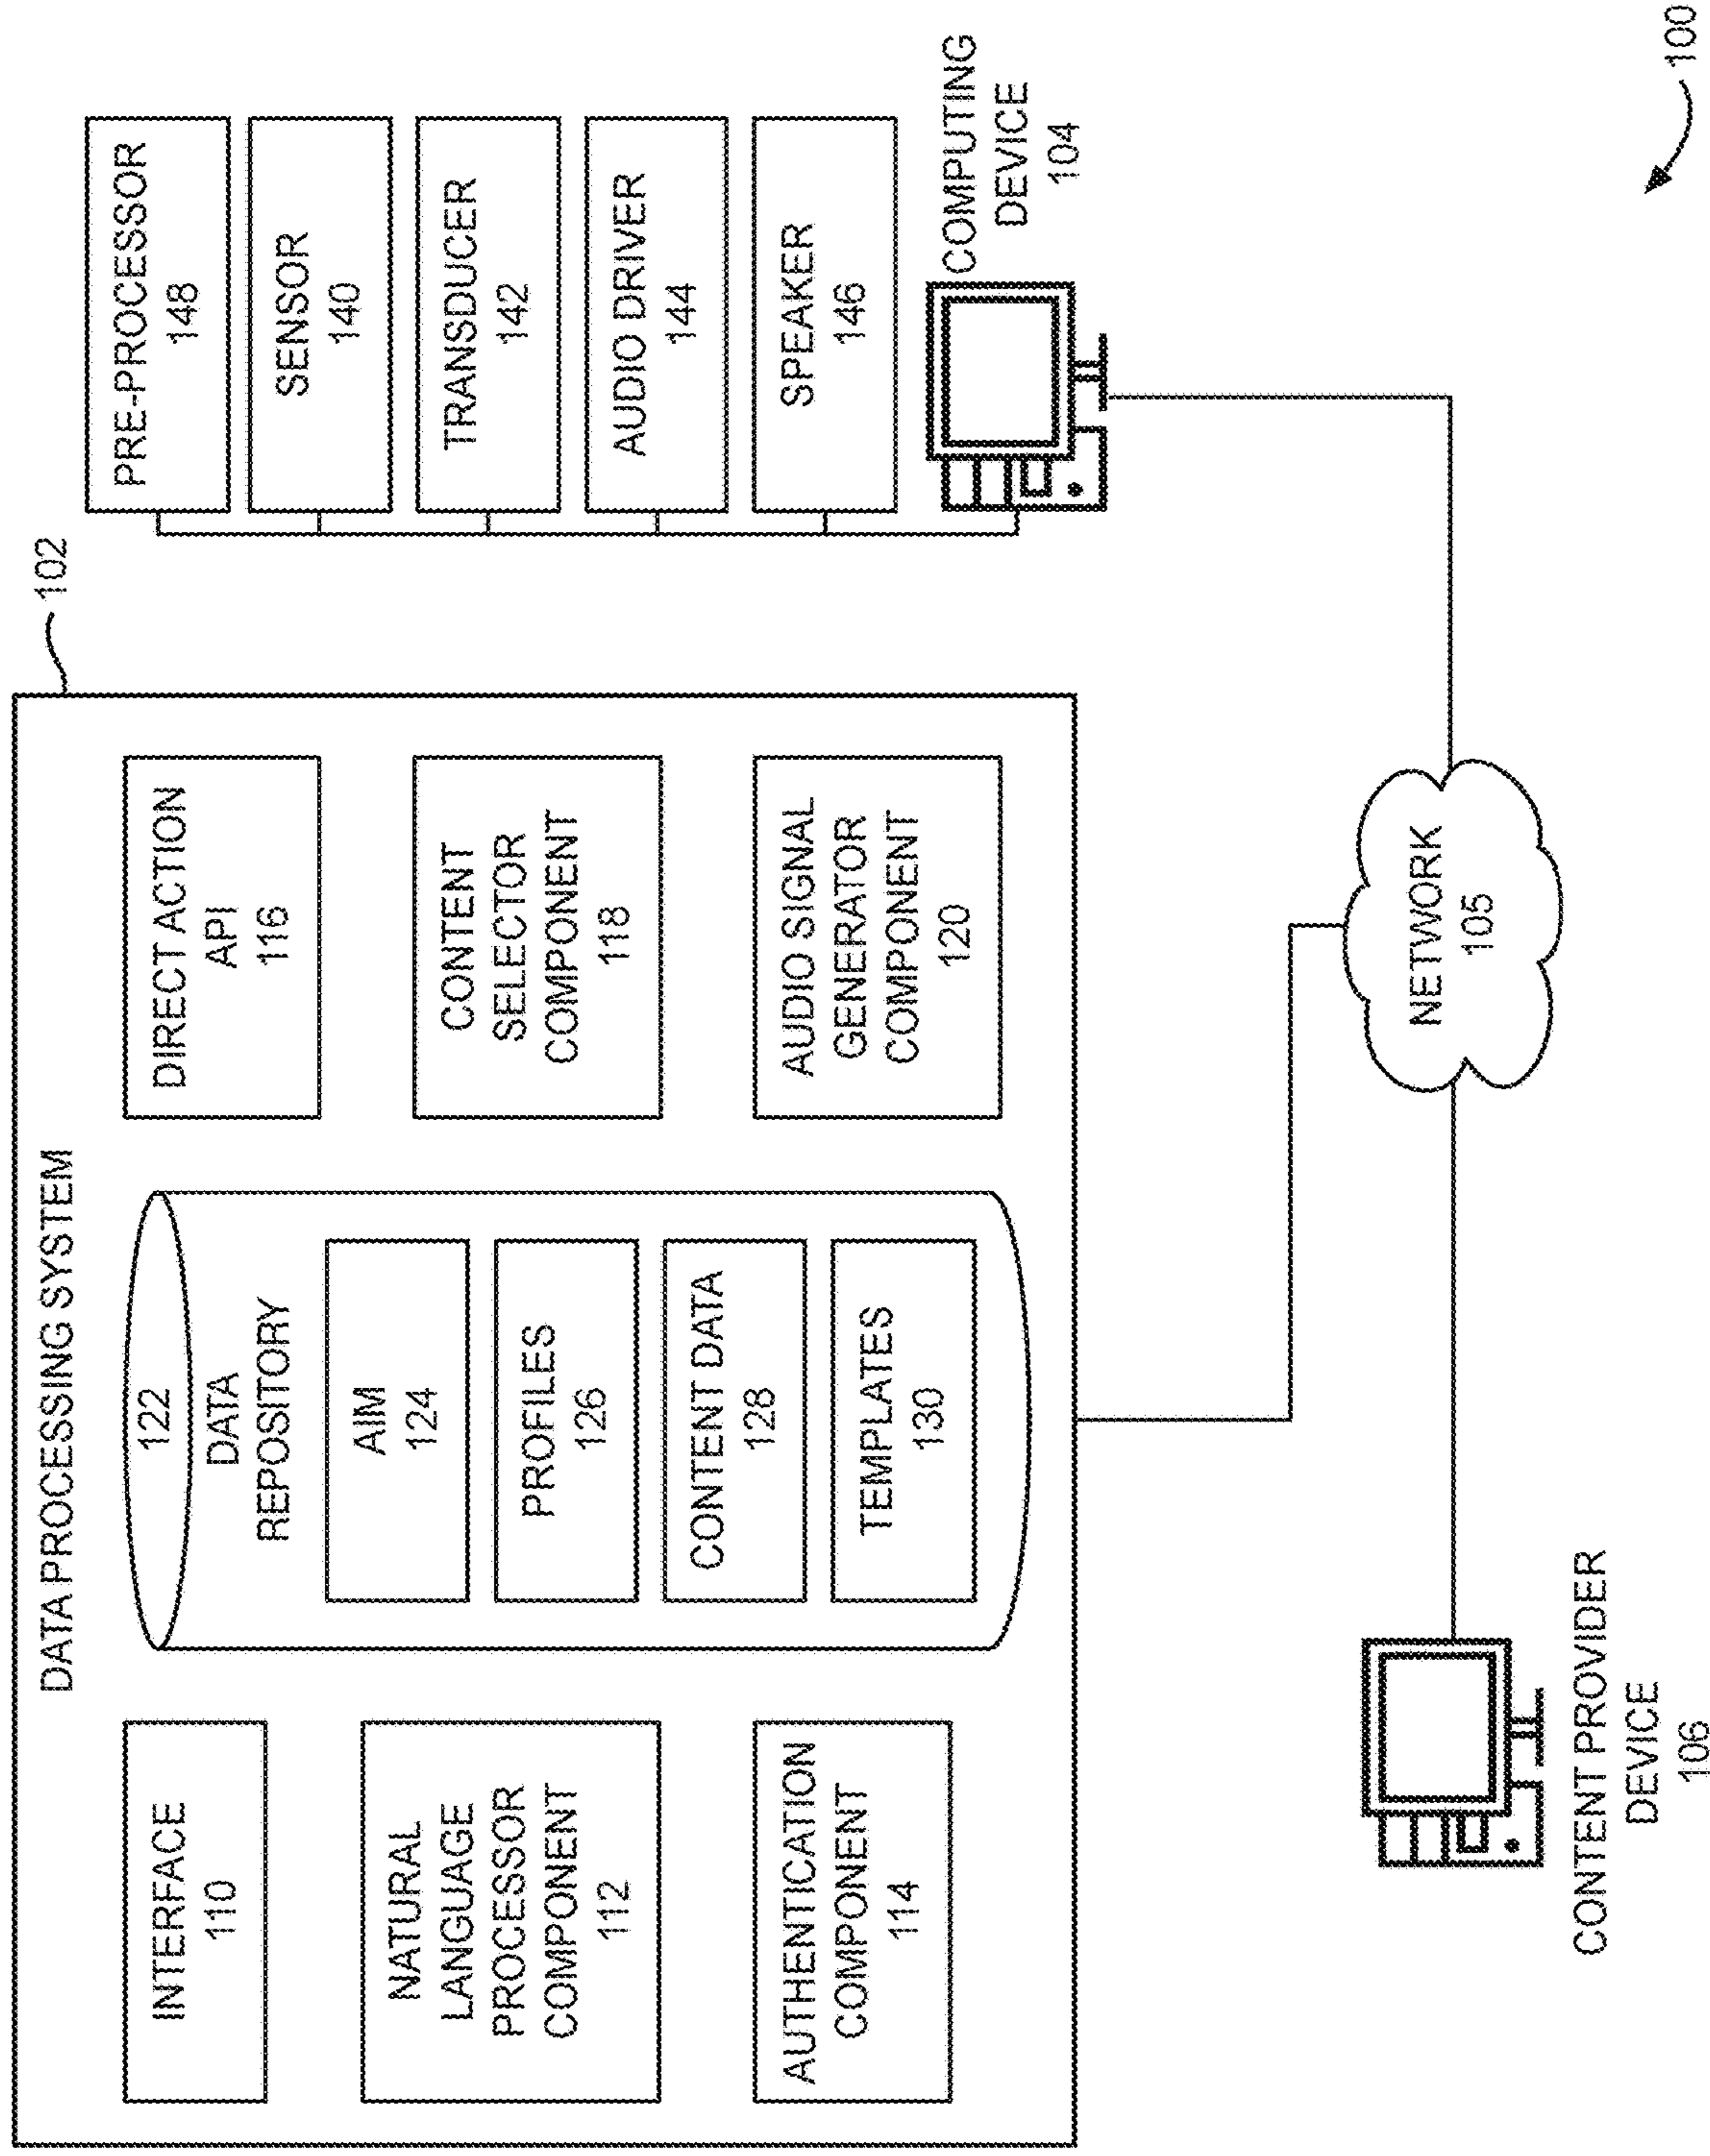 DATA PROCESSING SYSTEM
102
INTERFACE
110
NATURAL
LANGUAGE
PROCESSOR
COMPONENT
112
AUTHENTICATION
COMPONENT
114
122
DATA
REPOSITORY
AIM
124
PROFILES
126
CONTENT DATA
128
TEMPLATES
130
DIRECT ACTION
API
116
CONTENT
SELECTOR
COMPONENT
118
AUDIO SIGNAL
GENERATOR
COMPONENT
120
PRE-PROCESSOR
148
SENSOR
140
TRANSDUCER
142
AUDIO DRIVER
144
SPEAKER
146
COMPUTING
DEVICE
104
NETWORK
105
CONTENT PROVIDER
DEVICE
106
100